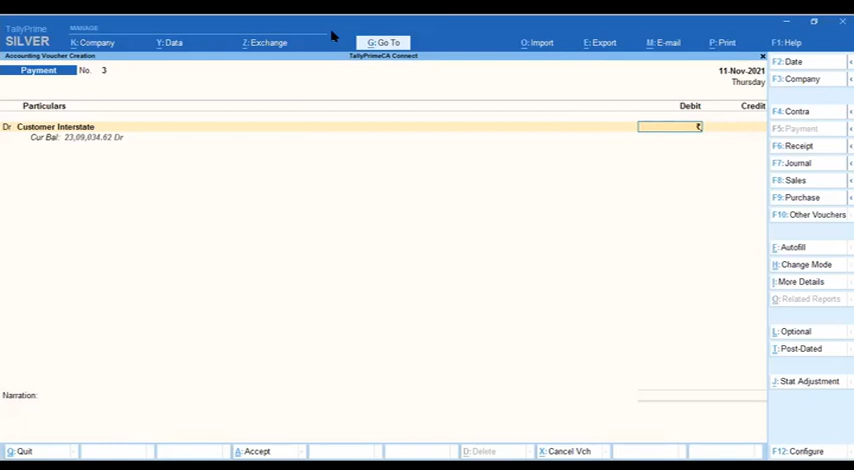 TallyPrime
SILVER
MANAGE
K: Company
Y: Data
Z: Exchange
G: Go To
O: Import
E: Export
M: E-mail
P: Print
F1: Help
Accounting Voucher Creation
TallyPrimeCA Connect
Payment No. 3
11-Nov-2021
Thursday
Particulars
Debit
Credit
Dr Customer Interstate
₹
Cur Bal: 23,09,034.62 Dr
Narration:
F2: Date
F3: Company
F4: Contra
F5: Payment
F6: Receipt
F7: Journal
F8: Sales
F9: Purchase
F10: Other Vouchers
F: Autofill
H: Change Mode
I: More Details
O: Related Reports
L: Optional
T: Post-Dated
J: Stat Adjustment
Q: Quit
A: Accept
D: Delete
X: Cancel Vch
F12: Configure